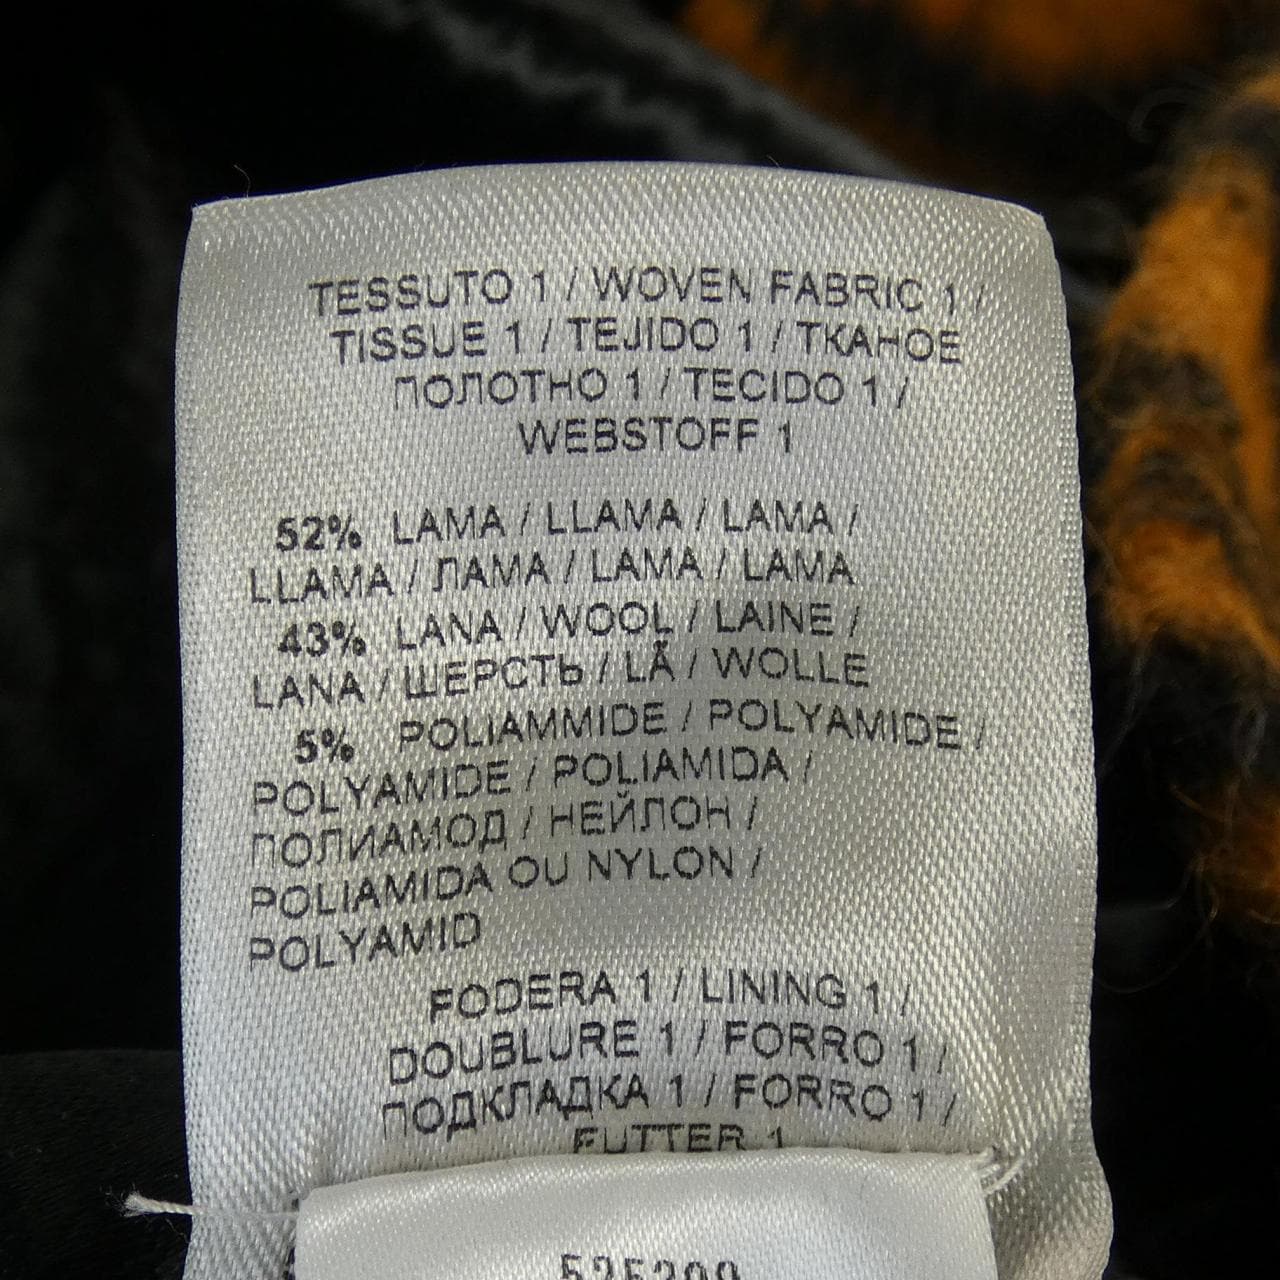 TESSUTO 1 / WOVEN FABRIC 1 /
TISSUE 1 / TEJIDO 1 / ТКАНОЕ
ПОЛОТНО 1 / TECIDO 1 /
WEBSTOFF 1
52% LAMA / LLAMA / LAMA /
LLAMA / ЛАМА / LAMA / LAMA
43% LANA / WOOL / LAINE /
LANA / ШЕРСТЬ / LÃ / WOLLE
5% POLIAMMIDE / POLYAMIDE /
POLYAMIDE / POLIAMIDA /
ПОЛИАМОД / НЕЙЛОН /
POLIAMIDA OU NYLON /
POLYAMID
FODERA 1 / LINING 1 /
DOUBLURE 1 / FORRO 1 /
ПОДКЛАДКА 1 / FORRO 1 /
FUTTER 1